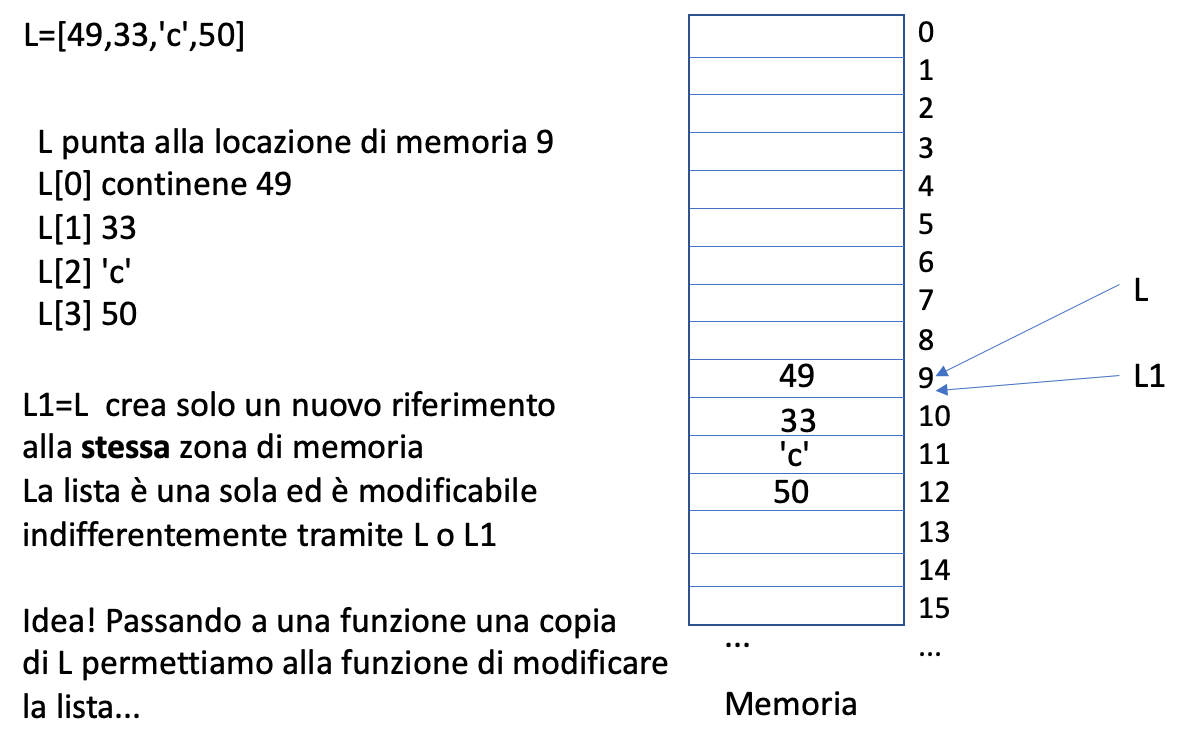 L=[49,33,'c',50]
L punta alla locazione di memoria 9
L[0] continene 49
L[1] 33
L[2] 'c'
L[3] 50
L1=L  crea solo un nuovo riferimento
alla stessa zona di memoria
La lista è una sola ed è modificabile
indifferentemente tramite L o L1
Idea! Passando a una funzione una copia
di L permettiamo alla funzione di modificare
la lista...
0
1
2
3
4
5
6
7
8
49 9
33 10
'c' 11
50 12
13
14
15
... ...
Memoria
L
L1